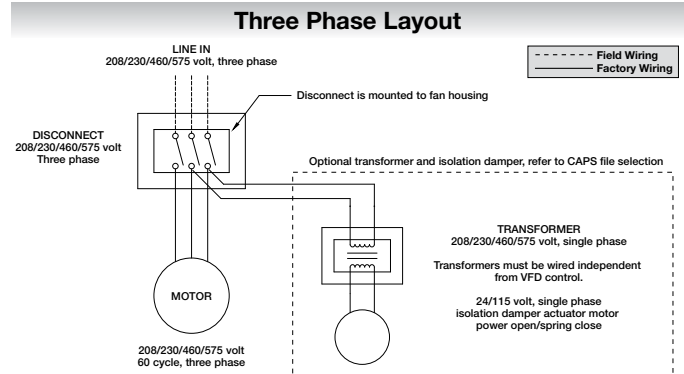 Three Phase Layout
LINE IN
208/230/460/575 volt, three phase
Field Wiring
Factory Wiring
Disconnect is mounted to fan housing
DISCONNECT
208/230/460/575 volt
Three phase
Optional transformer and isolation damper, refer to CAPS file selection
TRANSFORMER
208/230/460/575 volt, single phase
Transformers must be wired independent
from VFD control.
24/115 volt, single phase
isolation damper actuator motor
power open/spring close
MOTOR
208/230/460/575 volt
60 cycle, three phase